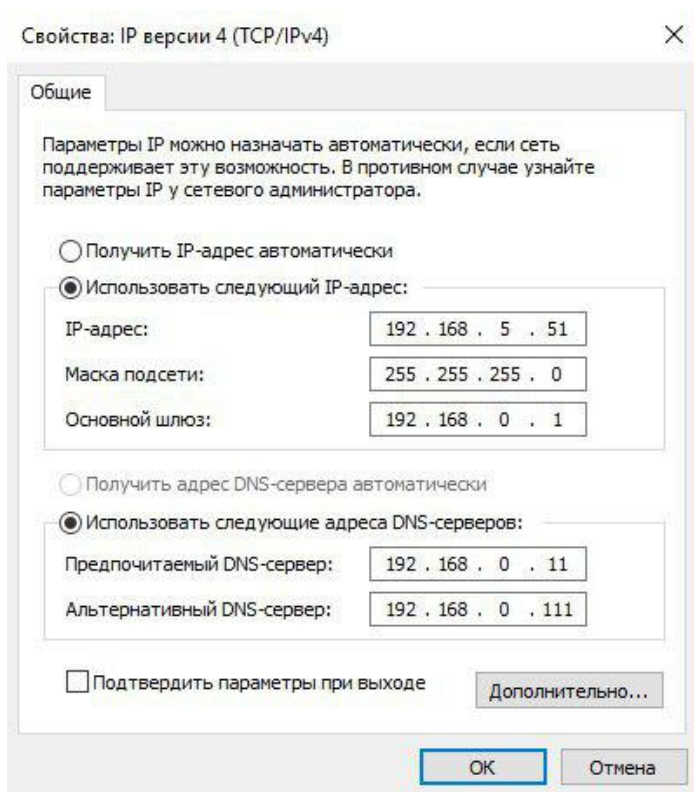 Свойства: IP версии 4 (TCP/IPv4)
Общие
Параметры IP можно назначать автоматически, если сеть
поддерживает эту возможность. В противном случае узнайте
параметры IP у сетевого администратора.
Получить IP-адрес автоматически
Использовать следующий IP-адрес:
IP-адрес: 192 . 168 . 5 . 51
Маска подсети: 255 . 255 . 255 . 0
Основной шлюз: 192 . 168 . 0 . 1
Получить адрес DNS-сервера автоматически
Использовать следующие адреса DNS-серверов:
Предпочитаемый DNS-сервер: 192 . 168 . 0 . 11
Альтернативный DNS-сервер: 192 . 168 . 0 . 111
Подтвердить параметры при выходе
Дополнительно...
ОК Отмена